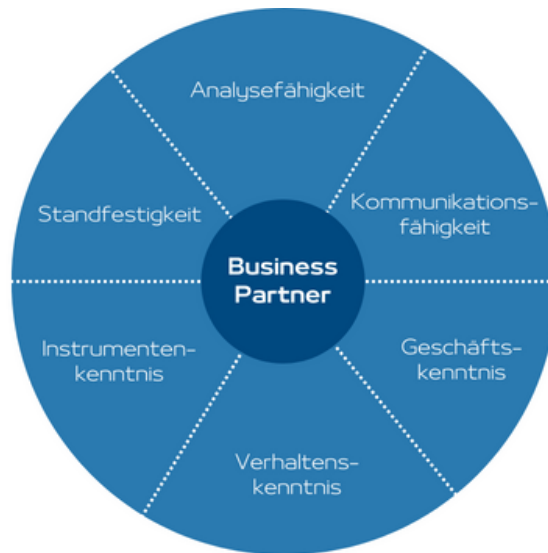 Analysefähigkeit
Kommunikations-
fähigkeit
Geschäfts-
kenntnis
Verhaltens-
kenntnis
Instrumenten-
kenntnis
Standfestigkeit
Business
Partner